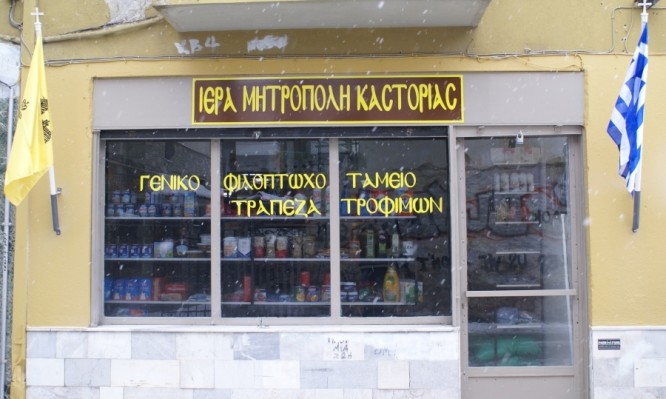 ΙΕΡΑ ΜΗΤΡΟΠΟΛΗ ΚΑΣΤΟΡΙΑΣ
ΓΕΝΙΚΟ ΦΙΛΟΠΤΩΧΟ ΤΑΜΕΙΟ
ΤΡΑΠΕΖΑ ΤΡΟΦΙΜΩΝ